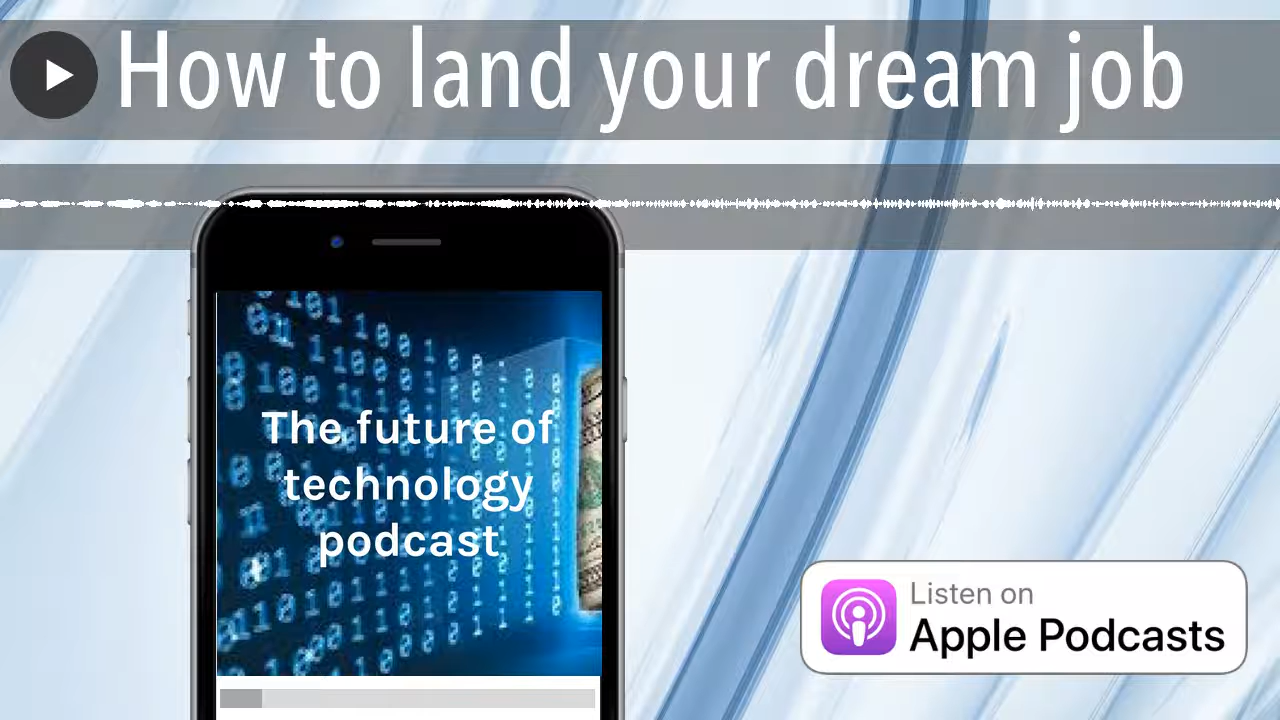 How to land your dream job
The future of
technology
podcast
Listen on
Apple Podcasts